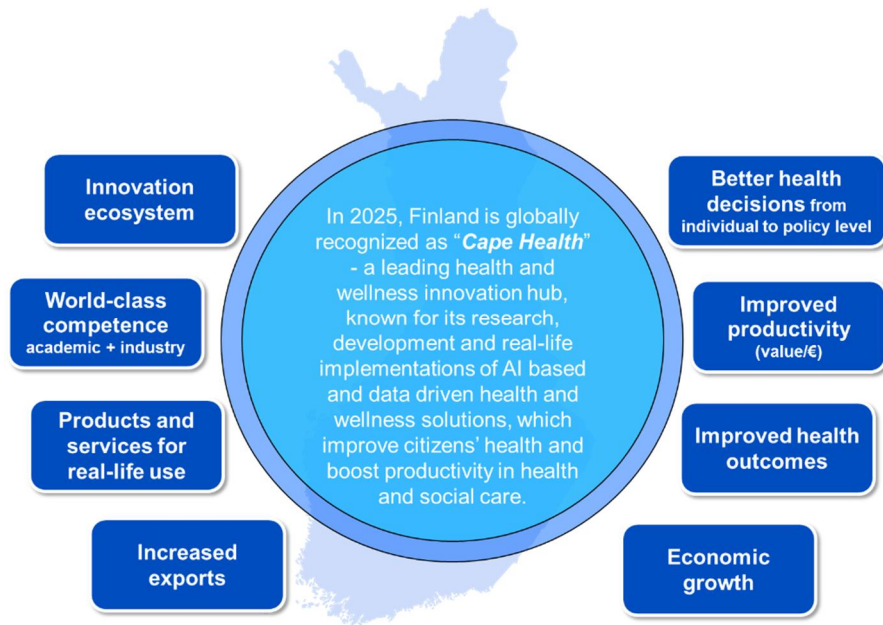 Innovation
ecosystem
World-class
competence
academic + industry
Products and
services for
real-life use
Increased
exports
In 2025, Finland is globally
recognized as “Cape Health”
- a leading health and
wellness innovation hub,
known for its research,
development and real-life
implementations of AI based
and data driven health and
wellness solutions, which
improve citizens’ health and
boost productivity in health
and social care.
Better health
decisions from
individual to policy level
Improved
productivity
(value/€)
Improved health
outcomes
Economic
growth